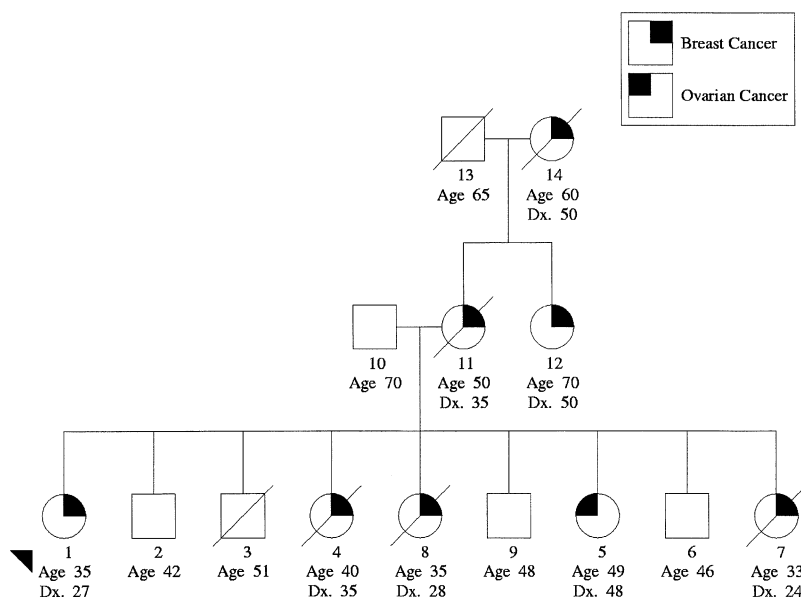 Breast Cancer
Ovarian Cancer
13 14
Age 65 Age 60
Dx. 50
10 11 12
Age 70 Age 50 Age 70
Dx. 35 Dx. 50
1 2 3 4 8 9 5 6 7
Age 35 Age 42 Age 51 Age 40 Age 35 Age 48 Age 49 Age 46 Age 33
Dx. 27 Dx. 35 Dx. 28 Dx. 48 Dx. 24